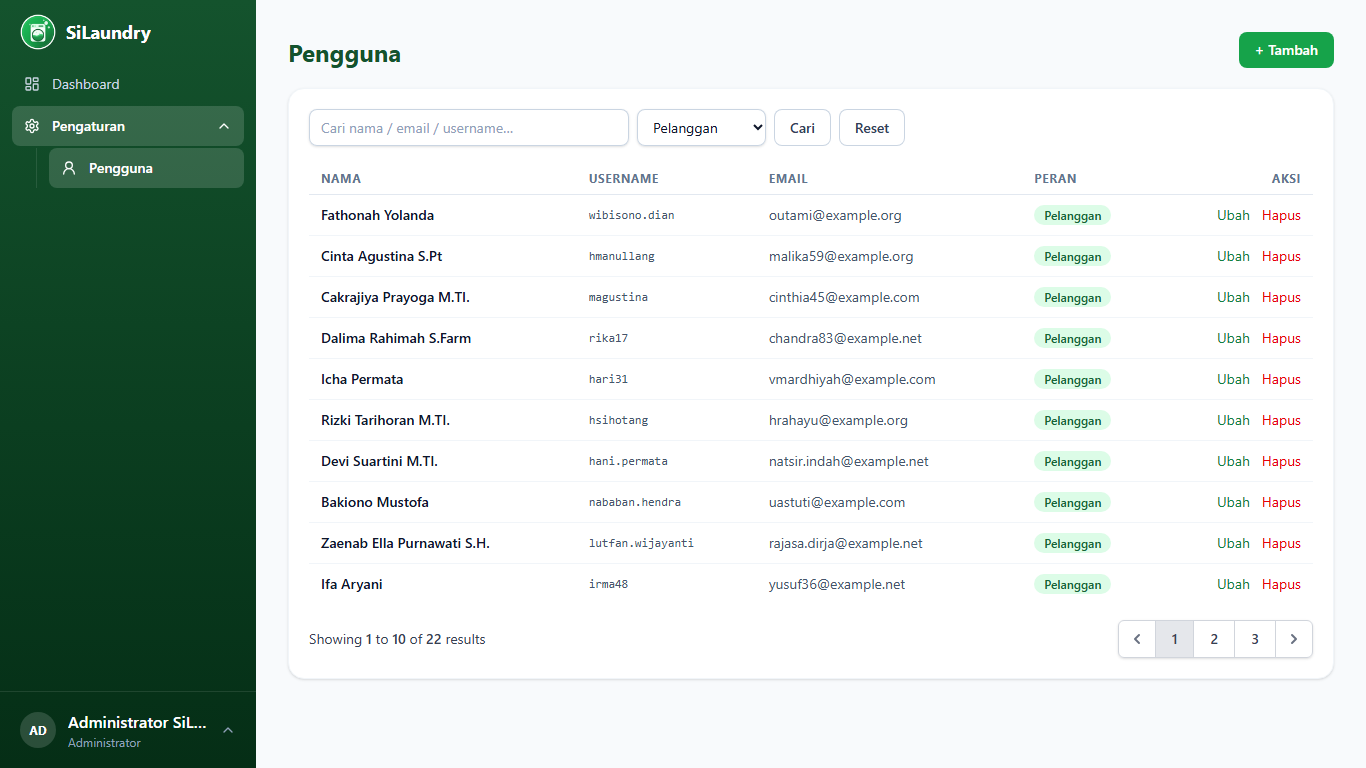 SiLaundry
Dashboard
Pengaturan
Pengguna
Administrator SiL...
Administrator
AD
Pengguna
+ Tambah
Cari nama / email / username...
Pelanggan
Cari
Reset
NAMA USERNAME EMAIL PERAN AKSI
Fathonah Yolanda wibisono.dian outami@example.org Pelanggan Ubah Hapus
Cinta Agustina S.Pt hmanullang malika59@example.org Pelanggan Ubah Hapus
Cakrajiya Prayoga M.TI. magustina cinthia45@example.com Pelanggan Ubah Hapus
Dalima Rahimah S.Farm rika17 chandra83@example.net Pelanggan Ubah Hapus
Icha Permata hari31 vmardhiyah@example.com Pelanggan Ubah Hapus
Rizki Tarihoran M.TI. hsihotang hrahayu@example.org Pelanggan Ubah Hapus
Devi Suartini M.TI. hani.permata natsir.indah@example.net Pelanggan Ubah Hapus
Bakiono Mustofa nababan.hendra uastuti@example.com Pelanggan Ubah Hapus
Zaenab Ella Purnawati S.H. lutfan.wijayanti rajasa.dirja@example.net Pelanggan Ubah Hapus
Ifa Aryani irma48 yusuf36@example.net Pelanggan Ubah Hapus
Showing 1 to 10 of 22 results
1 2 3